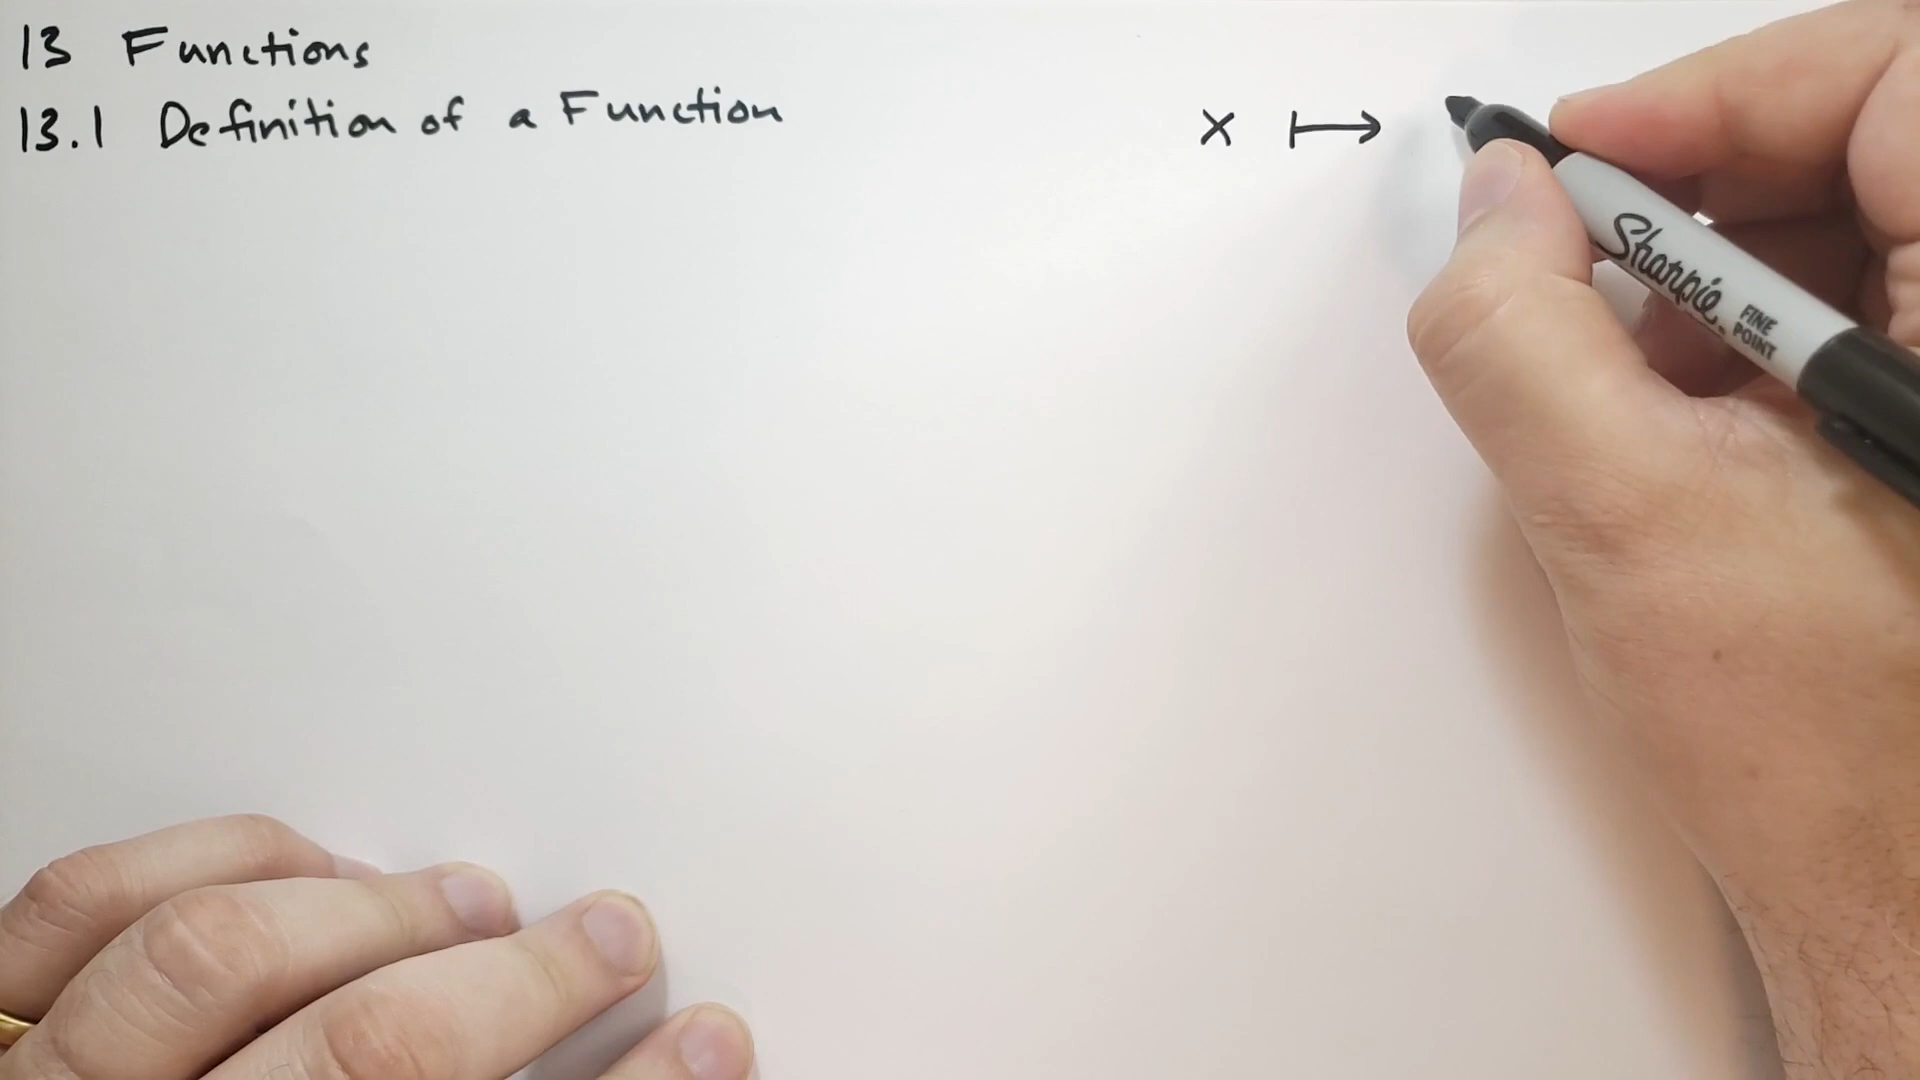 13 Functions
13.1 Definition of a Function
x ↦
Sharpie
FINE
POINT